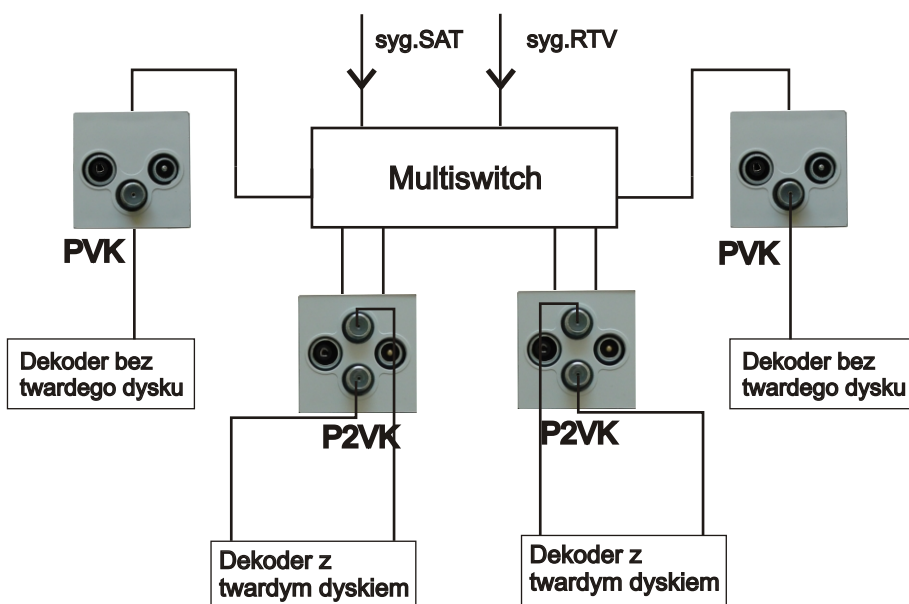 syg.SAT
syg.RTV
Multiswitch
PVK
PVK
Dekoder bez
twardego dysku
Dekoder bez
twardego dysku
P2VK
P2VK
Dekoder z
twardym dyskiem
Dekoder z
twardym dyskiem